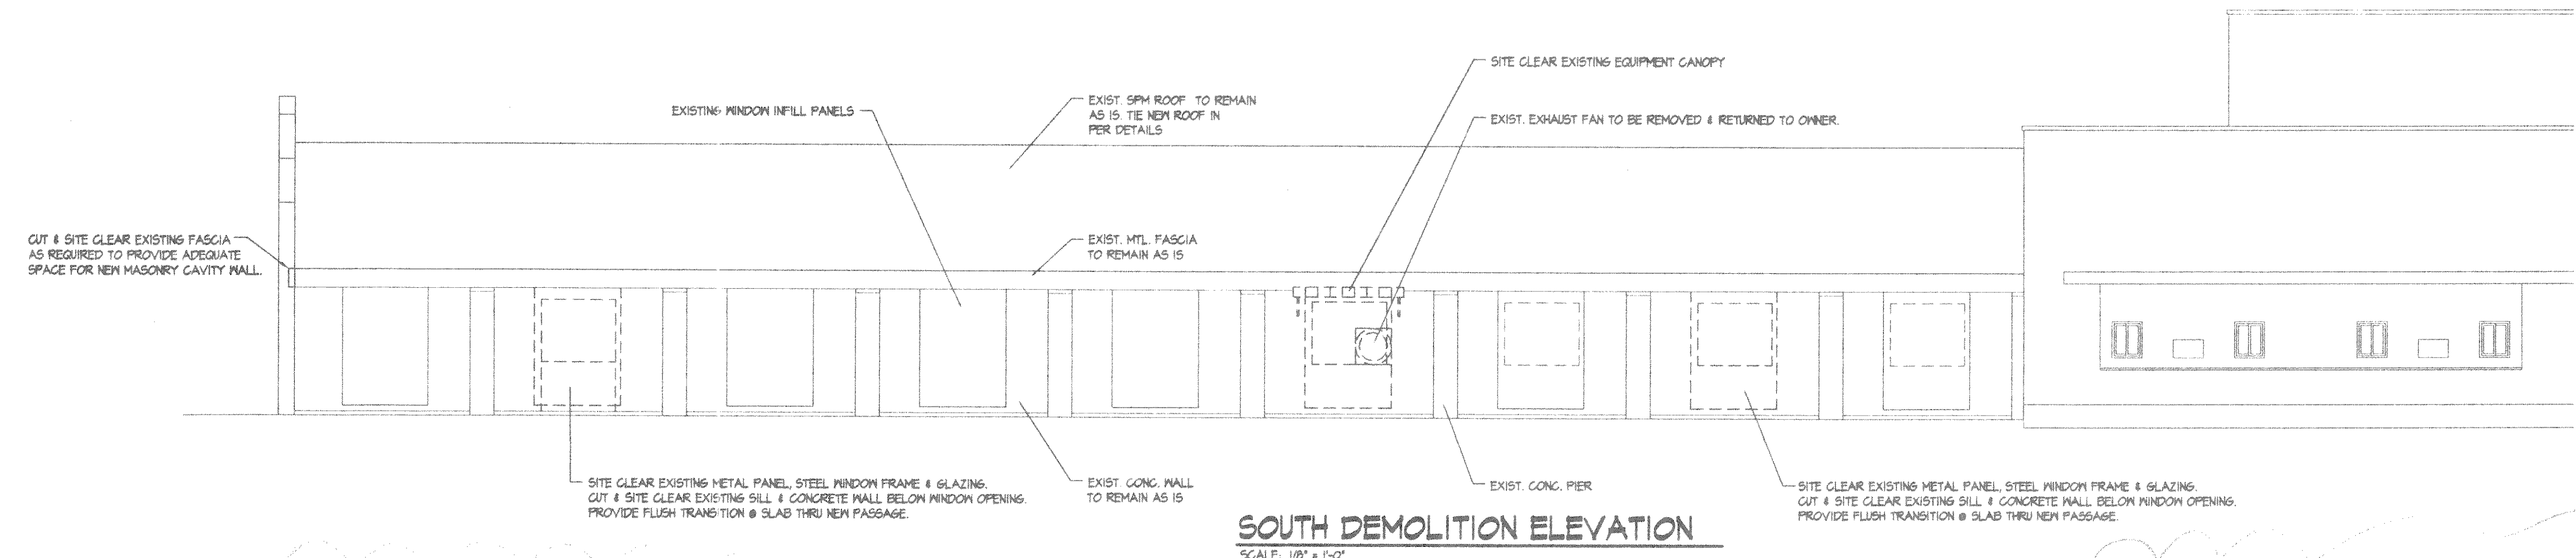 SITE CLEAR EXISTING EQUIPMENT CANOPY
EXISTING WINDOW INFILL PANELS
EXIST. SPM ROOF TO REMAIN
AS IS. TIE NEW ROOF IN
PER DETAILS
EXIST. EXHAUST FAN TO BE REMOVED & RETURNED TO OWNER.
CUT & SITE CLEAR EXISTING FASCIA
AS REQUIRED TO PROVIDE ADEQUATE
SPACE FOR NEW MASONRY CAVITY WALL.
EXIST. MTL. FASCIA
TO REMAIN AS IS
SITE CLEAR EXISTING METAL PANEL, STEEL WINDOW FRAME & GLAZING.
CUT & SITE CLEAR EXISTING SILL & CONCRETE WALL BELOW WINDOW OPENING.
PROVIDE FLUSH TRANSITION @ SLAB THRU NEW PASSAGE.
EXIST. CONC. WALL
TO REMAIN AS IS
EXIST. CONC. PIER
SITE CLEAR EXISTING METAL PANEL, STEEL WINDOW FRAME & GLAZING.
CUT & SITE CLEAR EXISTING SILL & CONCRETE WALL BELOW WINDOW OPENING.
PROVIDE FLUSH TRANSITION @ SLAB THRU NEW PASSAGE.
SOUTH DEMOLITION ELEVATION
SCALE: 1/8" = 1'-0"